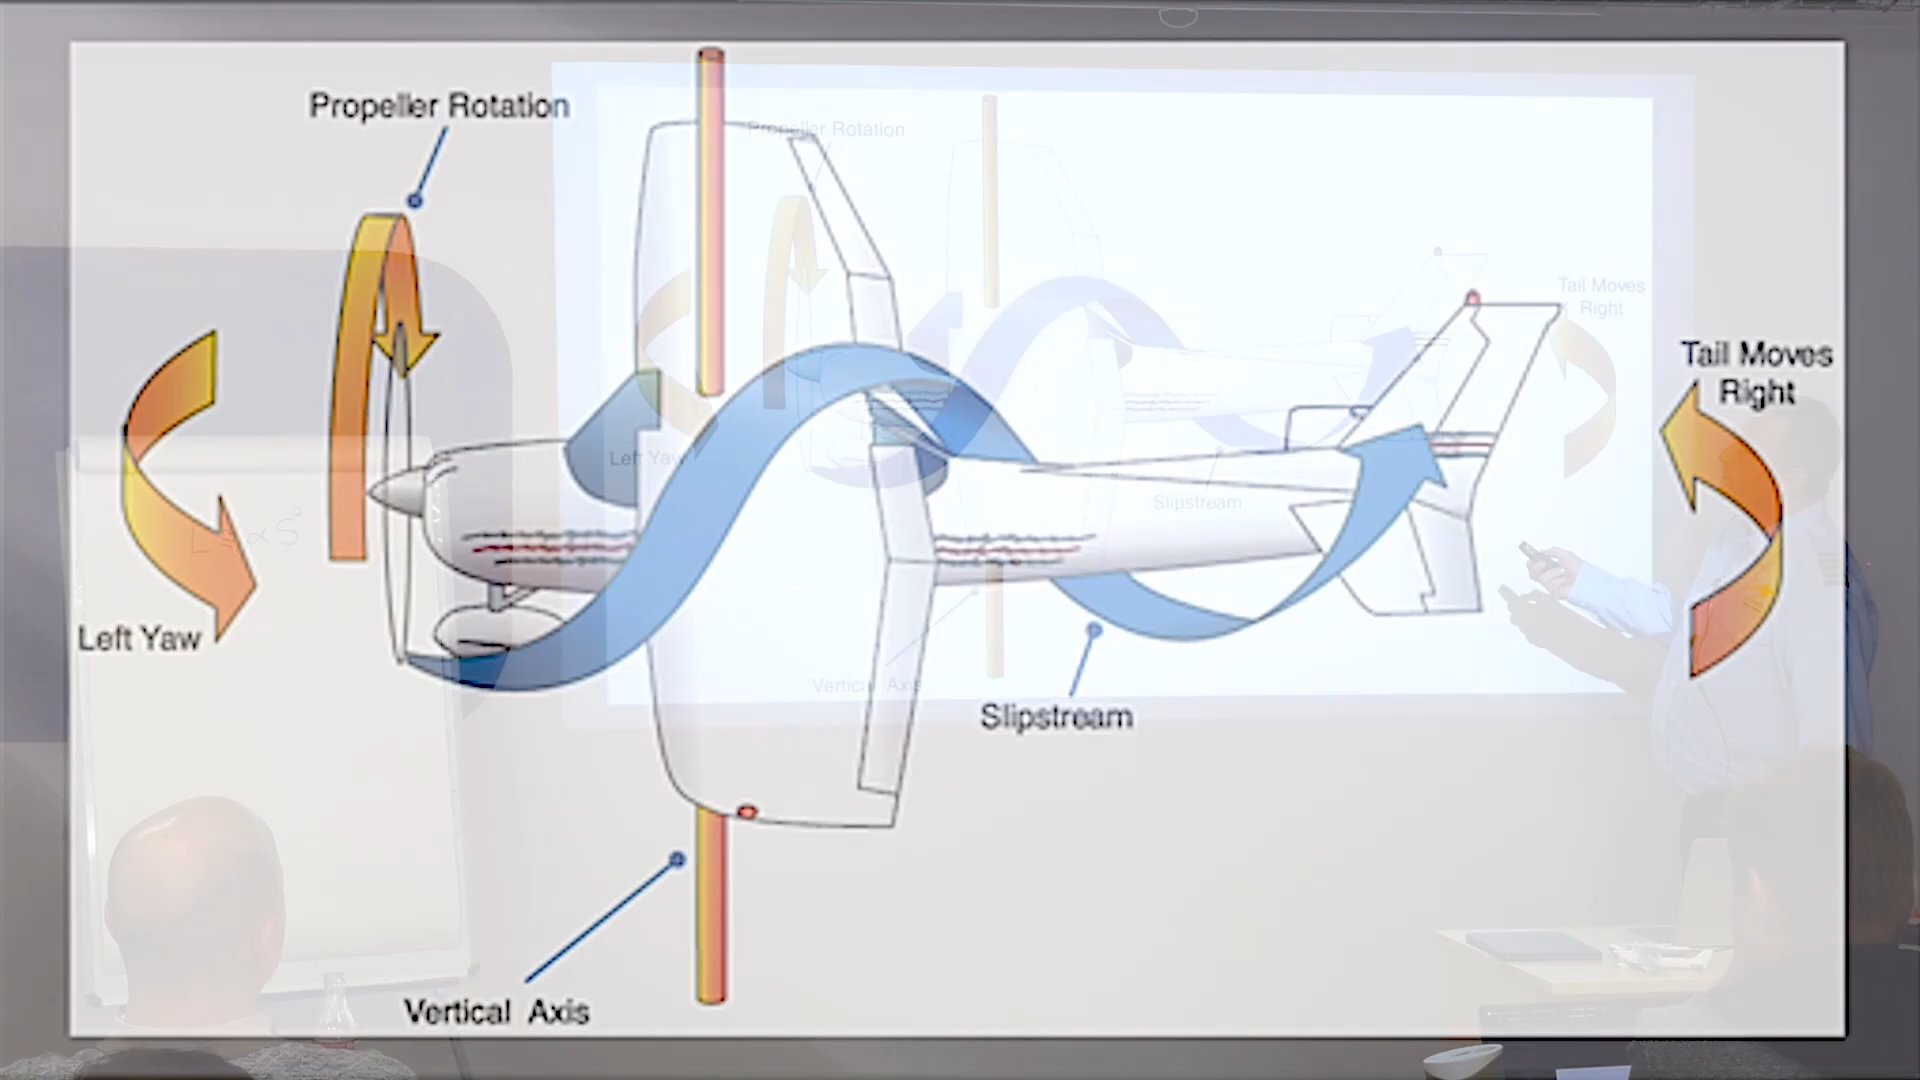 Propeller Rotation
Propeller Rotation
Tail Moves
Right
Tail Moves
Right
Left Yaw
Slipstream
Left Yaw
Vertical Axis
Slipstream
Vertical Axis